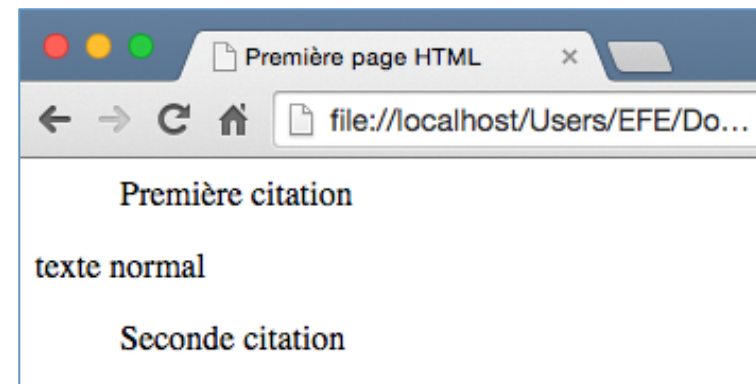 Première page HTML
file://localhost/Users/EFE/Do...
Première citation
texte normal
Seconde citation